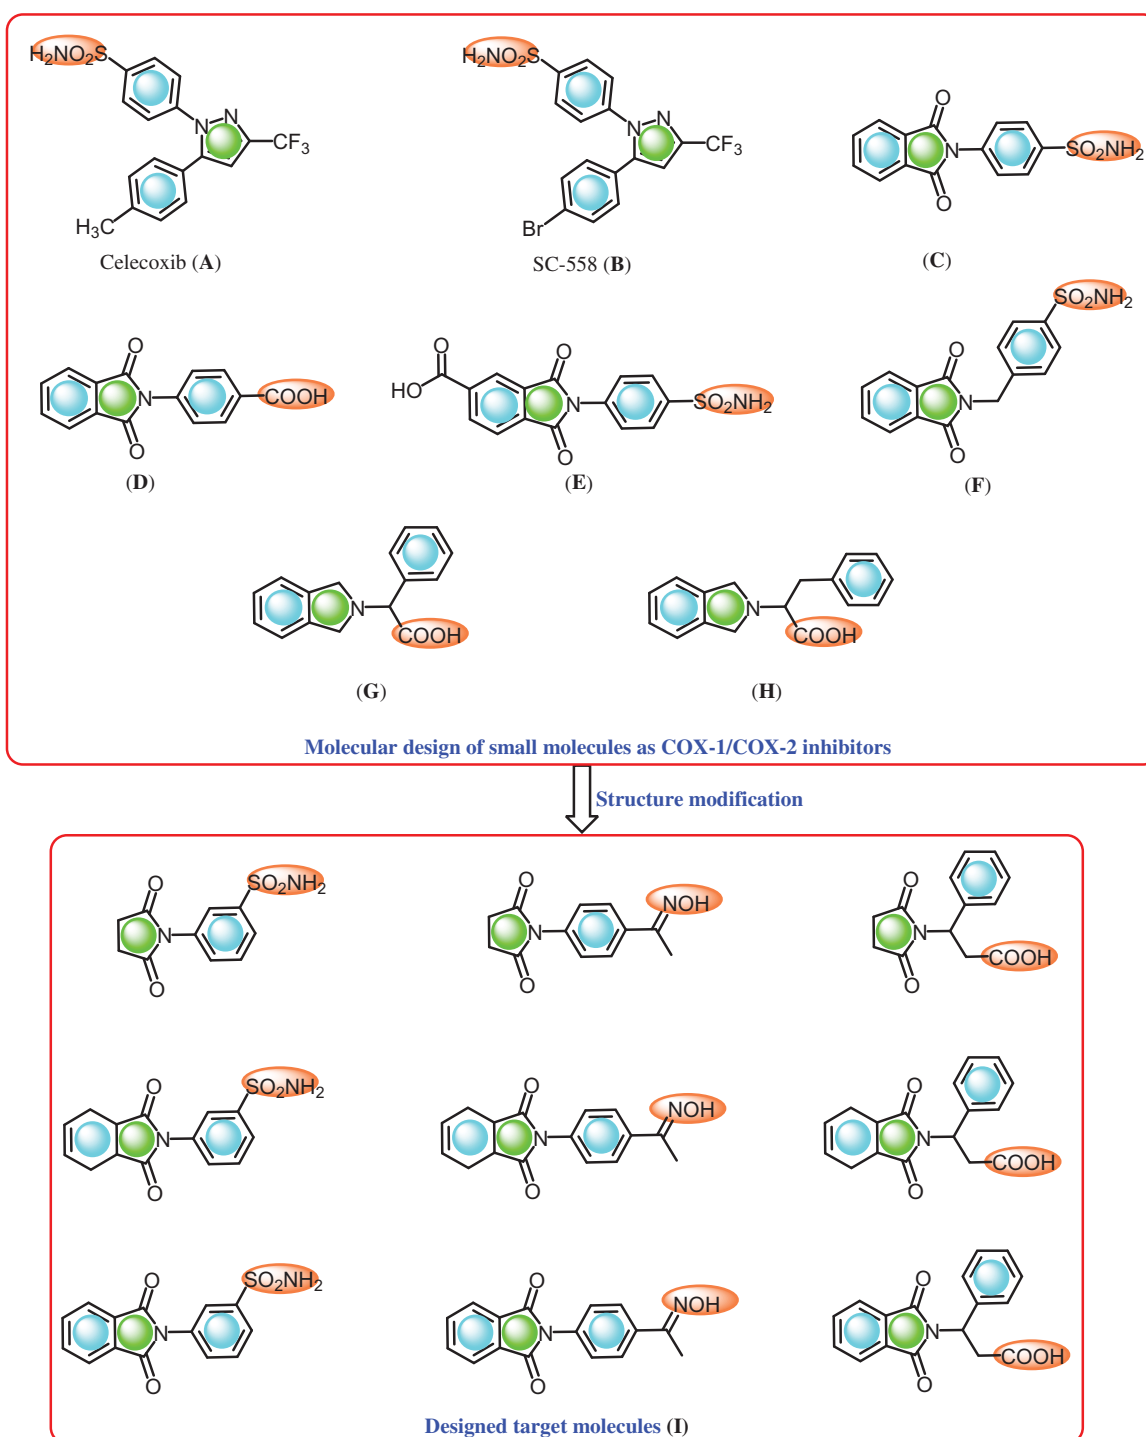 H2NO2S
N
N
CF3
H3C
Celecoxib (A)
H2NO2S
N
N
CF3
Br
SC-558 (B)
O
N
O
SO2NH2
(C)
O
N
O
COOH
(D)
O
HO
O
N
O
SO2NH2
(E)
SO2NH2
O
N
O
(F)
N
COOH
(G)
N
COOH
(H)
Molecular design of small molecules as COX-1/COX-2 inhibitors
Structure modification
O
N
O
SO2NH2
O
N
O
NOH
O
N
O
COOH
O
N
O
SO2NH2
O
N
O
NOH
O
N
O
COOH
O
N
O
SO2NH2
O
N
O
NOH
O
N
O
COOH
Designed target molecules (I)